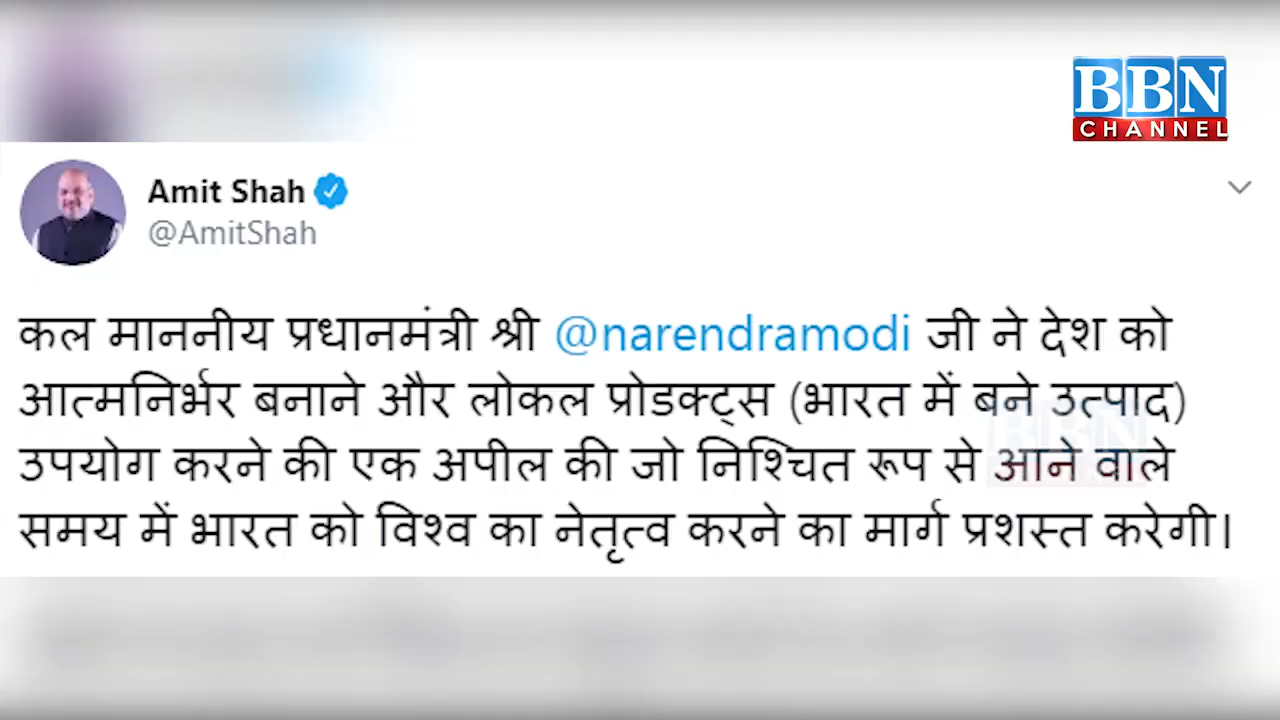 BBN
CHANNEL
Amit Shah
@AmitShah
कल माननीय प्रधानमंत्री श्री @narendramodi जी ने देश को
आत्मनिर्भर बनाने और लोकल प्रोडक्ट्स (भारत में बने उत्पाद)
उपयोग करने की एक अपील की जो निश्चित रूप से आने वाले
समय में भारत को विश्व का नेतृत्व करने का मार्ग प्रशस्त करेगी।